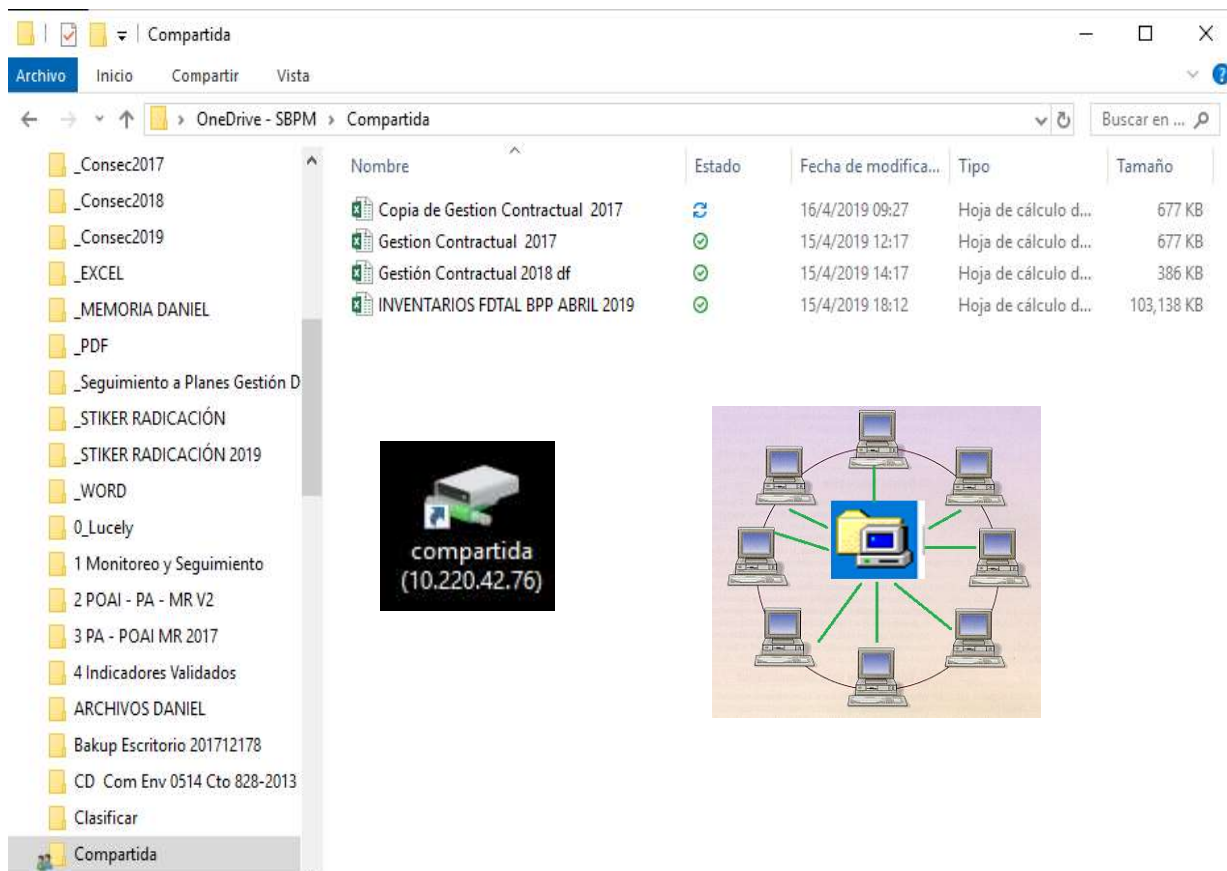 Compartida
Archivo Inicio Compartir Vista
OneDrive - SBPM > Compartida Buscar en ...
Nombre Estado Fecha de modifica... Tipo Tamaño
Copia de Gestion Contractual 2017 16/4/2019 09:27 Hoja de cálculo d... 677 KB
Gestion Contractual 2017 15/4/2019 12:17 Hoja de cálculo d... 677 KB
Gestión Contractual 2018 df 15/4/2019 14:17 Hoja de cálculo d... 386 KB
INVENTARIOS FDTAL BPP ABRIL 2019 15/4/2019 18:12 Hoja de cálculo d... 103,138 KB
_Consec2017
_Consec2018
_Consec2019
_EXCEL
_MEMORIA DANIEL
_PDF
_Seguimiento a Planes Gestión D
_STIKER RADICACIÓN
_STIKER RADICACIÓN 2019
_WORD
0_Lucely
1 Monitoreo y Seguimiento
2 POAI - PA - MR V2
3 PA - POAI MR 2017
4 Indicadores Validados
ARCHIVOS DANIEL
Bakup Escritorio 201712178
CD Com Env 0514 Cto 828-2013
Clasificar
Compartida
compartida
(10.220.42.76)